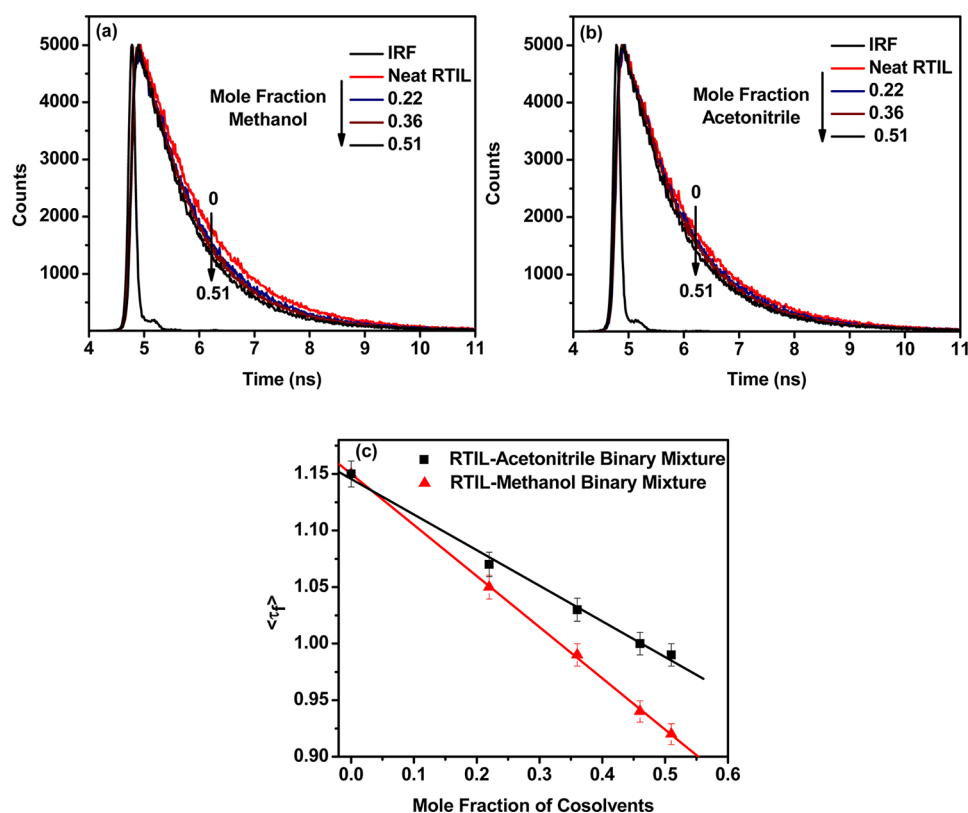 (a)
5000
4000
3000
2000
1000
Counts
IRF
Neat RTIL
0.22
0.36
0.51
Mole Fraction
Methanol
0
0.51
4 5 6 7 8 9 10 11
Time (ns)
(b)
5000
4000
3000
2000
1000
Counts
IRF
Neat RTIL
0.22
0.36
0.51
Mole Fraction
Acetonitrile
0
0.51
4 5 6 7 8 9 10 11
Time (ns)
(c)
RTIL-Acetonitrile Binary Mixture
RTIL-Methanol Binary Mixture
1.15
1.10
1.05
1.00
0.95
0.90
<τf>
0.0 0.1 0.2 0.3 0.4 0.5 0.6
Mole Fraction of Cosolvents